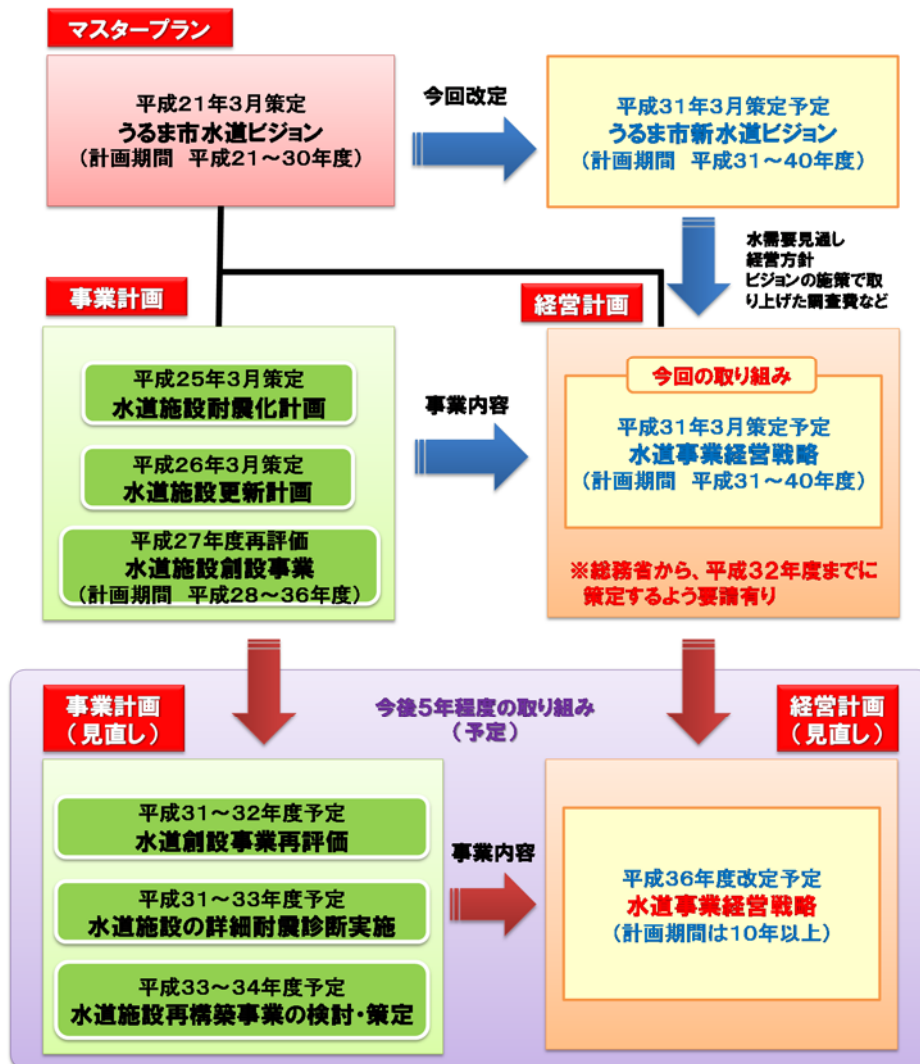 マスタープラン
平成21年3月策定
うるま市水道ビジョン
(計画期間 平成21～30年度)
今回改定
平成31年3月策定予定
うるま市新水道ビジョン
(計画期間 平成31～40年度)
水需要見通し
経営方針
ビジョンの施策で取
り上げた調査費など
事業計画
平成25年3月策定
水道施設耐震化計画
平成26年3月策定
水道施設更新計画
平成27年度再評価
水道施設創設事業
(計画期間 平成28～36年度)
事業内容
経営計画
今回の取り組み
平成31年3月策定予定
水道事業経営戦略
(計画期間 平成31～40年度)
※総務省から、平成32年度までに
策定するよう要請有り
今後5年程度の取り組み
(予定)
事業計画
(見直し)
平成31～32年度予定
水道創設事業再評価
平成31～33年度予定
水道施設の詳細耐震診断実施
平成33～34年度予定
水道施設再構築事業の検討・策定
事業内容
経営計画
(見直し)
平成36年度改定予定
水道事業経営戦略
(計画期間は10年以上)